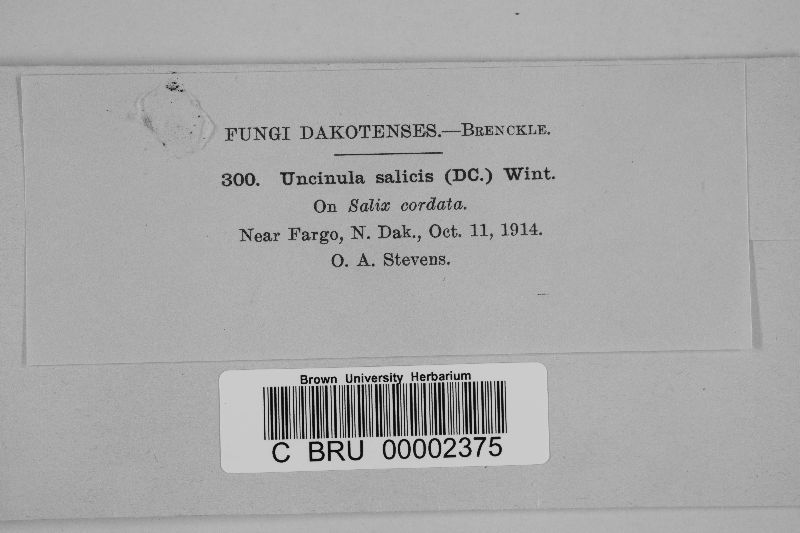 FUNGI DAKOTENSES.—BRENCKLE.
300. Uncinula salicis (DC.) Wint.
On Salix cordata.
Near Fargo, N. Dak., Oct. 11, 1914.
O. A. Stevens.
Brown University Herbarium
C BRU 00002375